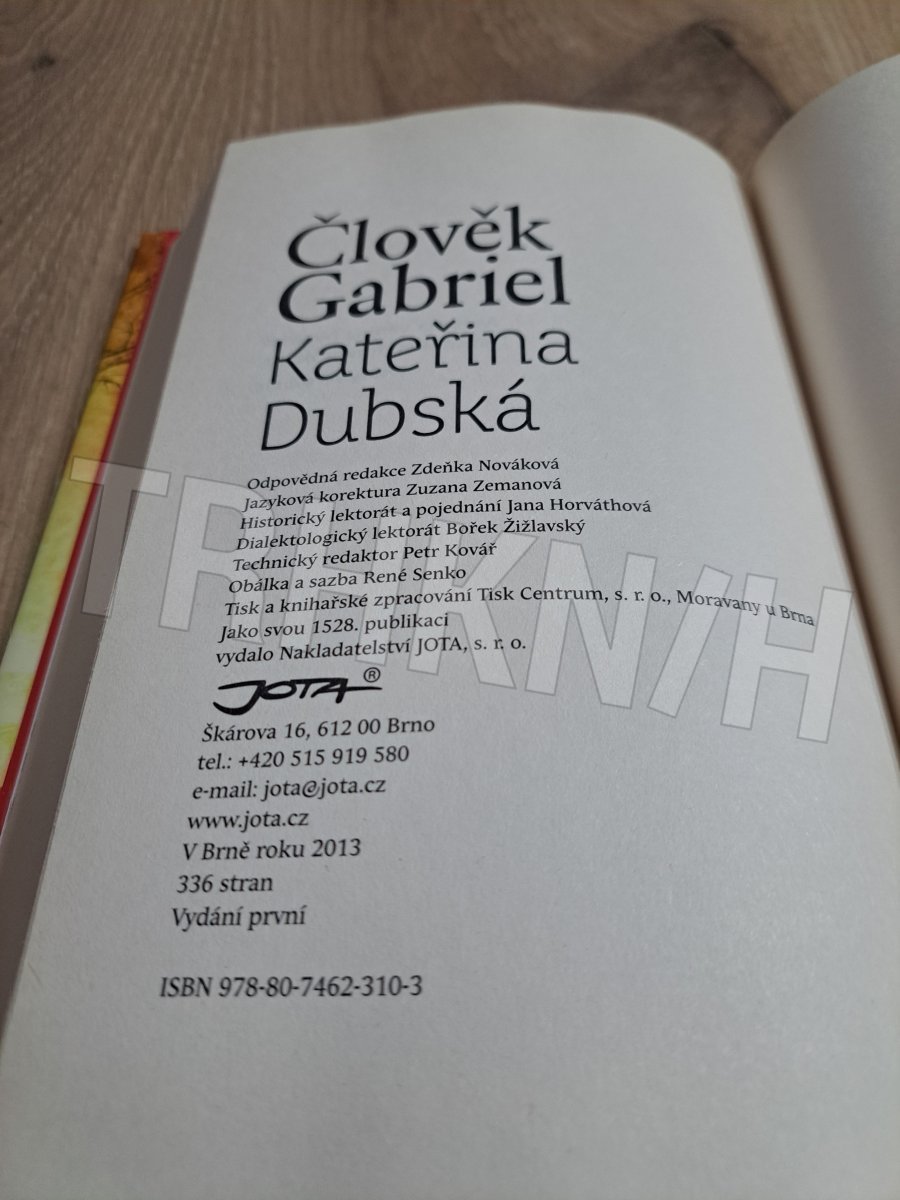 Člověk
Gabriel
Kateřina
Dubská
Odpovědná redakce Zdeňka Nováková
Jazyková korektura Zuzana Zemanová
Historický lektorát a pojednání Jana Horváthová
Dialektologický lektorát Bořek Žižlavský
Technický redaktor Petr Kovář
Obálka a sazba René Senko
Tisk a knihařské zpracování Tisk Centrum, s. r. o., Moravany u Brna
Jako svou 1528. publikaci
vydalo Nakladatelství JOTA, s. r. o.
JOTA®
Škárova 16, 612 00 Brno
tel.: +420 515 919 580
e-mail: jota@jota.cz
www.jota.cz
V Brně roku 2013
336 stran
Vydání první
ISBN 978-80-7462-310-3